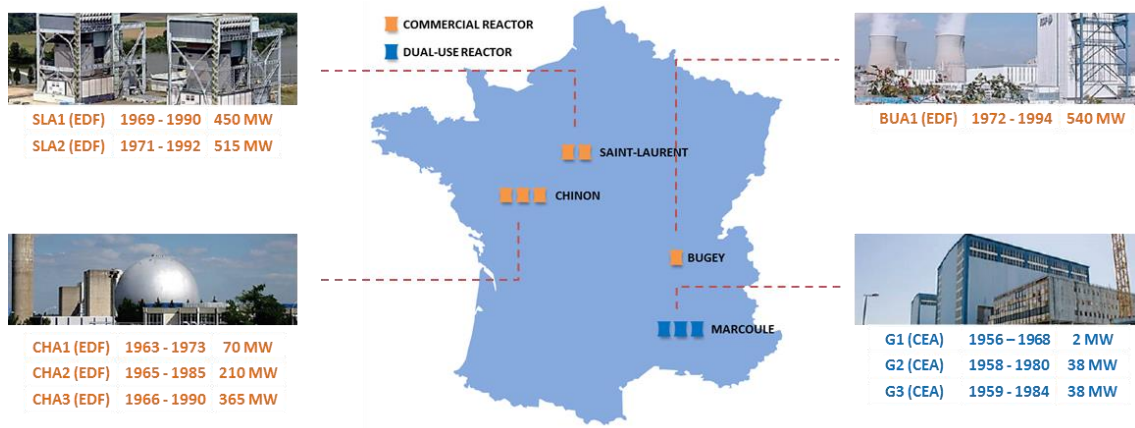 COMMERCIAL REACTOR
DUAL-USE REACTOR
SLA1 (EDF) 1969 - 1990 450 MW
SLA2 (EDF) 1971 - 1992 515 MW
BUA1 (EDF) 1972 - 1994 540 MW
SAINT-LAURENT
CHINON
BUGEY
MARCOULE
CHA1 (EDF) 1963 - 1973 70 MW
CHA2 (EDF) 1965 - 1985 210 MW
CHA3 (EDF) 1966 - 1990 365 MW
G1 (CEA) 1956 – 1968 2 MW
G2 (CEA) 1958 - 1980 38 MW
G3 (CEA) 1959 - 1984 38 MW